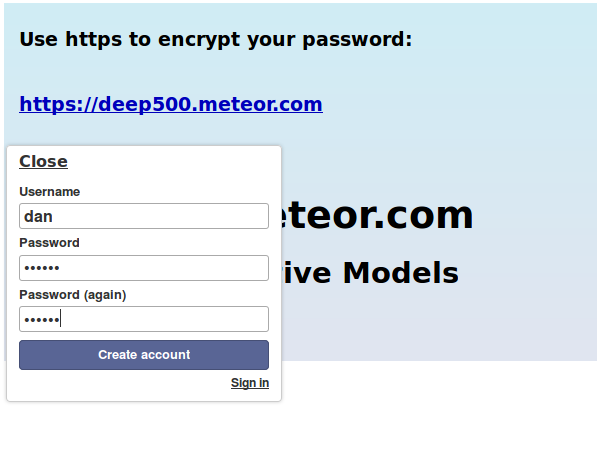 Use https to encrypt your password:
https://deep500.meteor.com
Close
Username
dan
eteor.com
Password
••••••
ive Models
Password (again)
••••••
Create account
Sign in